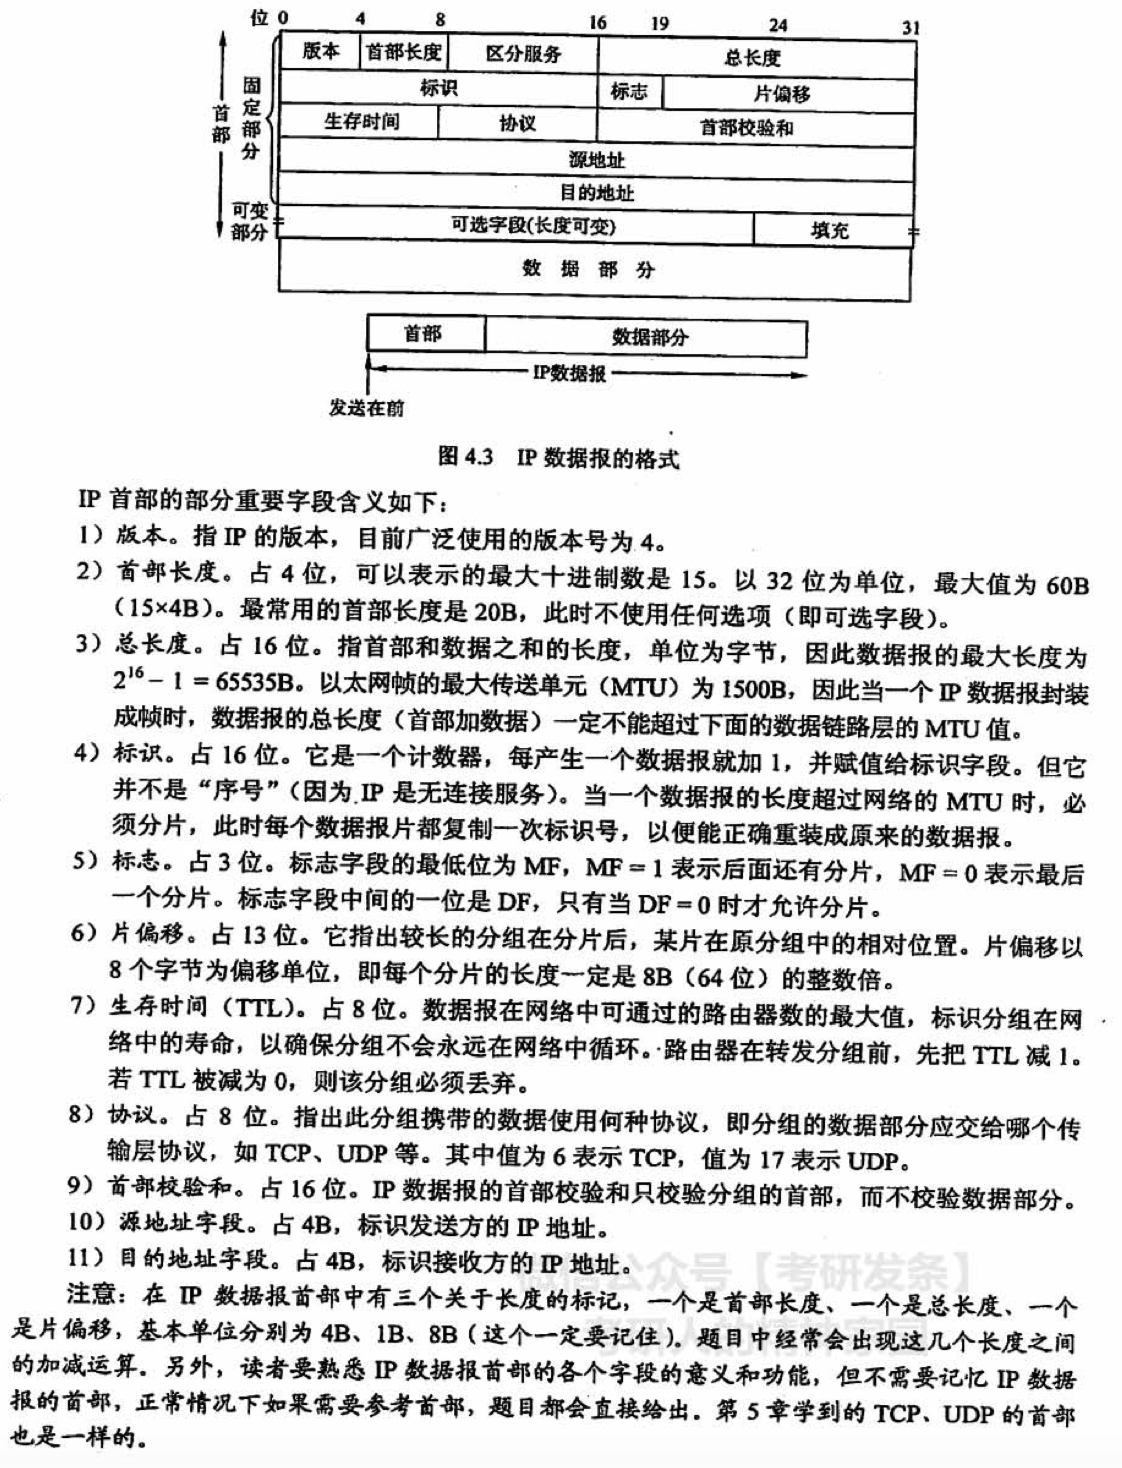 位 0 4 8 16 19 24 31
版本 首部长度 区分服务 总长度
标识 标志 片偏移
生存时间 协议 首部校验和
源地址
目的地址
可选字段(长度可变) 填充
数 据 部 分
首部
固定部分
可变部分
首部 数据部分
IP数据报
发送在前
图 4.3 IP 数据报的格式
IP 首部的部分重要字段含义如下：
1）版本。指 IP 的版本，目前广泛使用的版本号为 4。
2）首部长度。占 4 位，可以表示的最大十进制数是 15。以 32 位为单位，最大值为 60B
（15×4B）。最常用的首部长度是 20B，此时不使用任何选项（即可选字段）。
3）总长度。占 16 位。指首部和数据之和的长度，单位为字节，因此数据报的最大长度为
2¹⁶－1 = 65535B。以太网帧的最大传送单元（MTU）为 1500B，因此当一个 IP 数据报封装
成帧时，数据报的总长度（首部加数据）一定不能超过下面的数据链路层的 MTU 值。
4）标识。占 16 位。它是一个计数器，每产生一个数据报就加 1，并赋值给标识字段。但它
并不是“序号”（因为 IP 是无连接服务）。当一个数据报的长度超过网络的 MTU 时，必
须分片，此时每个数据报片都复制一次标识号，以便能正确重装成原来的数据报。
5）标志。占 3 位。标志字段的最低位为 MF，MF = 1 表示后面还有分片，MF = 0 表示最后
一个分片。标志字段中间的一位是 DF，只有当 DF = 0 时才允许分片。
6）片偏移。占 13 位。它指出较长的分组在分片后，某片在原分组中的相对位置。片偏移以
8 个字节为偏移单位，即每个分片的长度一定是 8B（64 位）的整数倍。
7）生存时间（TTL）。占 8 位。数据报在网络中可通过的路由器数的最大值，标识分组在网
络中的寿命，以确保分组不会永远在网络中循环。路由器在转发分组前，先把 TTL 减 1。
若 TTL 被减为 0，则该分组必须丢弃。
8）协议。占 8 位。指出此分组携带的数据使用何种协议，即分组的数据部分应交给哪个传
输层协议，如 TCP、UDP 等。其中值为 6 表示 TCP，值为 17 表示 UDP。
9）首部校验和。占 16 位。IP 数据报的首部校验和只校验分组的首部，而不校验数据部分。
10）源地址字段。占 4B，标识发送方的 IP 地址。
11）目的地址字段。占 4B，标识接收方的 IP 地址。
微信公众号【考研发条】
注意：在 IP 数据报首部中有三个关于长度的标记，一个是首部长度、一个是总长度、一个
考研人的精神家园
是片偏移，基本单位分别为 4B、1B、8B（这个一定要记住）。题目中经常会出现这几个长度之间
的加减运算。另外，读者要熟悉 IP 数据报首部的各个字段的意义和功能，但不需要记忆 IP 数据
报的首部，正常情况下如果需要参考首部，题目都会直接给出。第 5 章学到的 TCP、UDP 的首部
也是一样的。